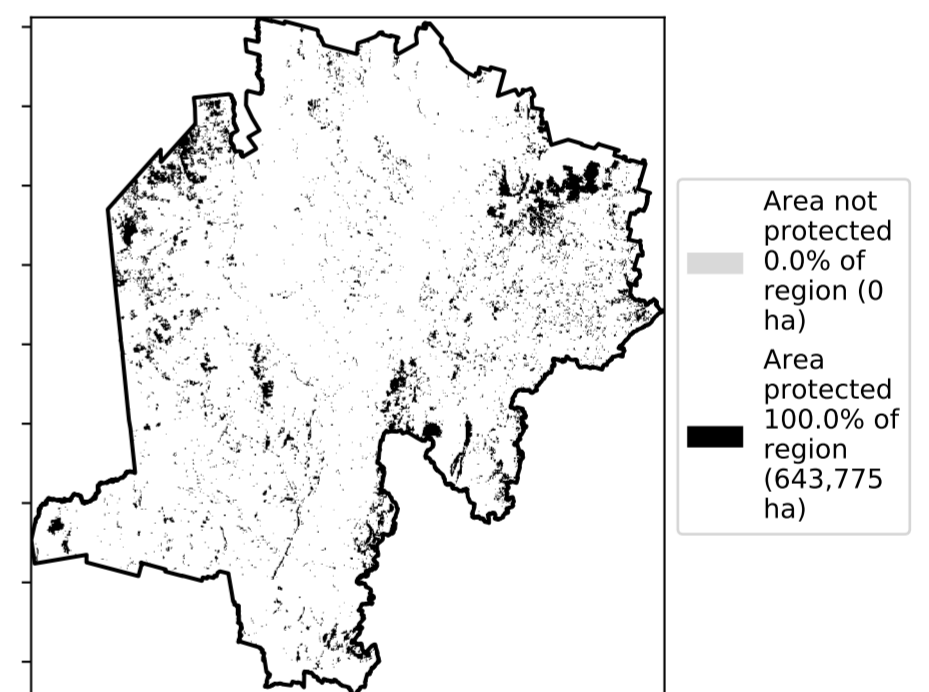 Area not
protected
0.0% of
region (0
ha)
Area
protected
100.0% of
region
(643,775
ha)